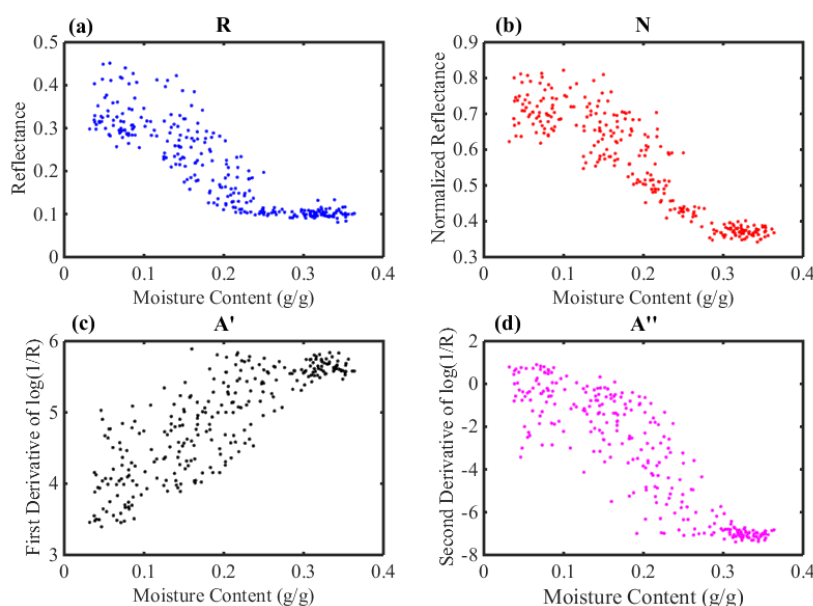 (a) R
0.5
0.4
0.3
0.2
0.1
0
Reflectance
0 0.1 0.2 0.3 0.4
Moisture Content (g/g)
(b) N
0.9
0.8
0.7
0.6
0.5
0.4
0.3
Normalized Reflectance
0 0.1 0.2 0.3 0.4
Moisture Content (g/g)
(c) A'
6
5
4
3
First Derivative of log(1/R)
0 0.1 0.2 0.3 0.4
Moisture Content (g/g)
(d) A''
2
0
-2
-4
-6
-8
Second Derivative of log(1/R)
0 0.1 0.2 0.3 0.4
Moisture Content (g/g)